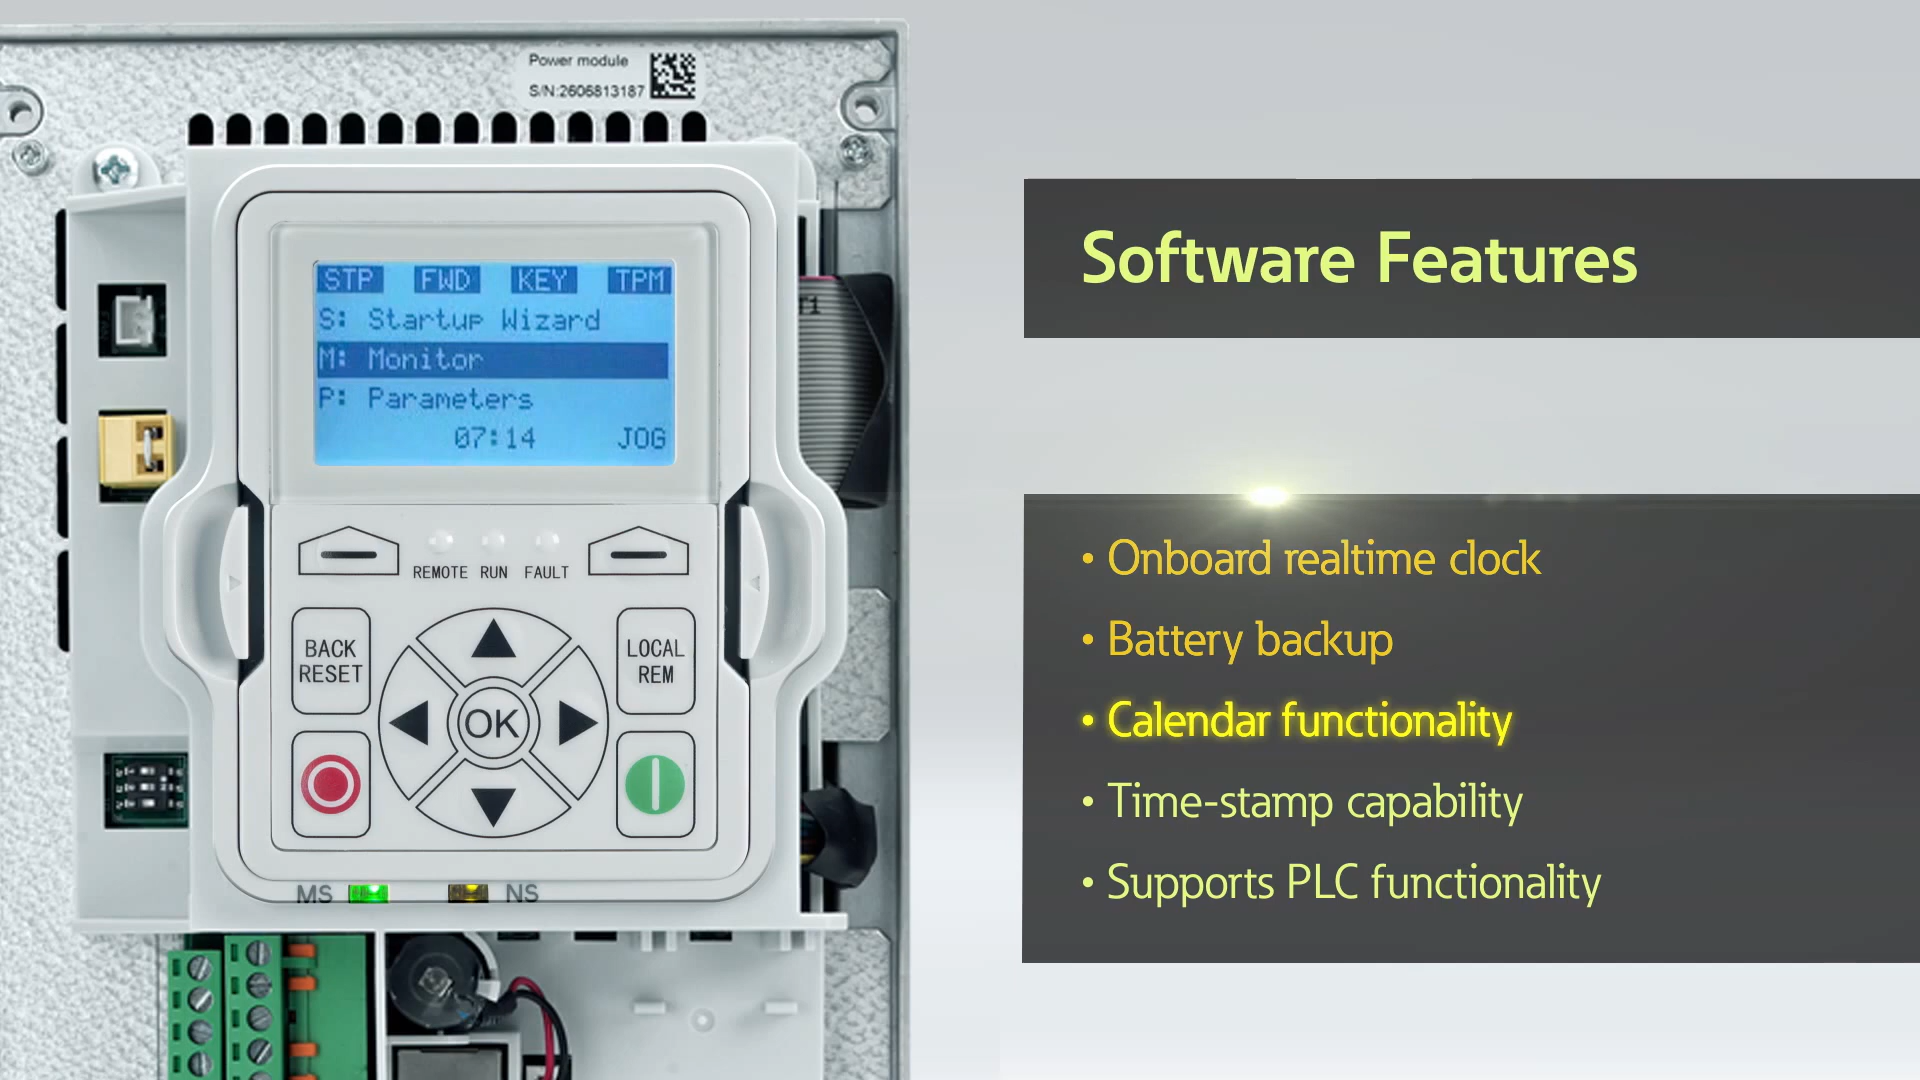 Power module
S/N:2606813187
STP FWD KEY TPM
S: Startup Wizard
M: Monitor
P: Parameters
07:14 JOG
REMOTE RUN FAULT
BACK
RESET
LOCAL
REM
OK
MS NS
Software Features
• Onboard realtime clock
• Battery backup
• Calendar functionality
• Time-stamp capability
• Supports PLC functionality